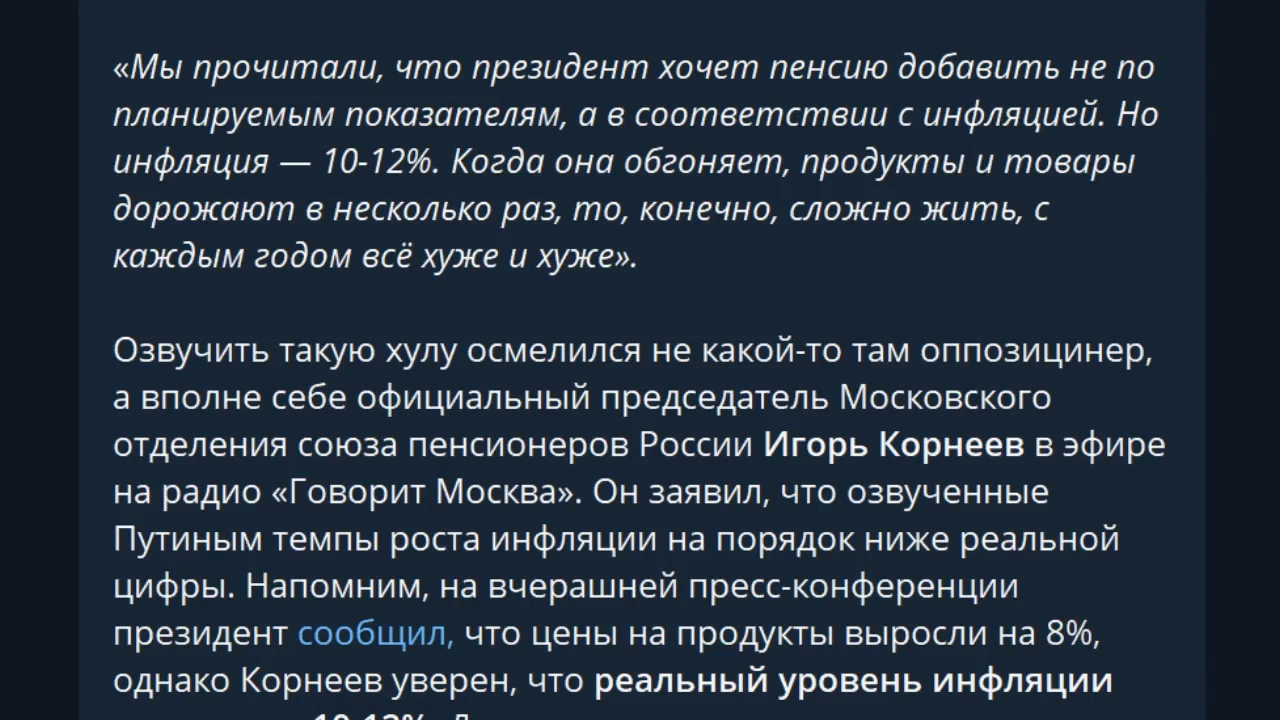 «Мы прочитали, что президент хочет пенсию добавить не по
планируемым показателям, а в соответствии с инфляцией. Но
инфляция — 10-12%. Когда она обгоняет, продукты и товары
дорожают в несколько раз, то, конечно, сложно жить, с
каждым годом всё хуже и хуже».
Озвучить такую хулу осмелился не какой-то там оппозицинер,
а вполне себе официальный председатель Московского
отделения союза пенсионеров России Игорь Корнеев в эфире
на радио «Говорит Москва». Он заявил, что озвученные
Путиным темпы роста инфляции на порядок ниже реальной
цифры. Напомним, на вчерашней пресс-конференции
президент сообщил, что цены на продукты выросли на 8%,
однако Корнеев уверен, что реальный уровень инфляции
10-12%.